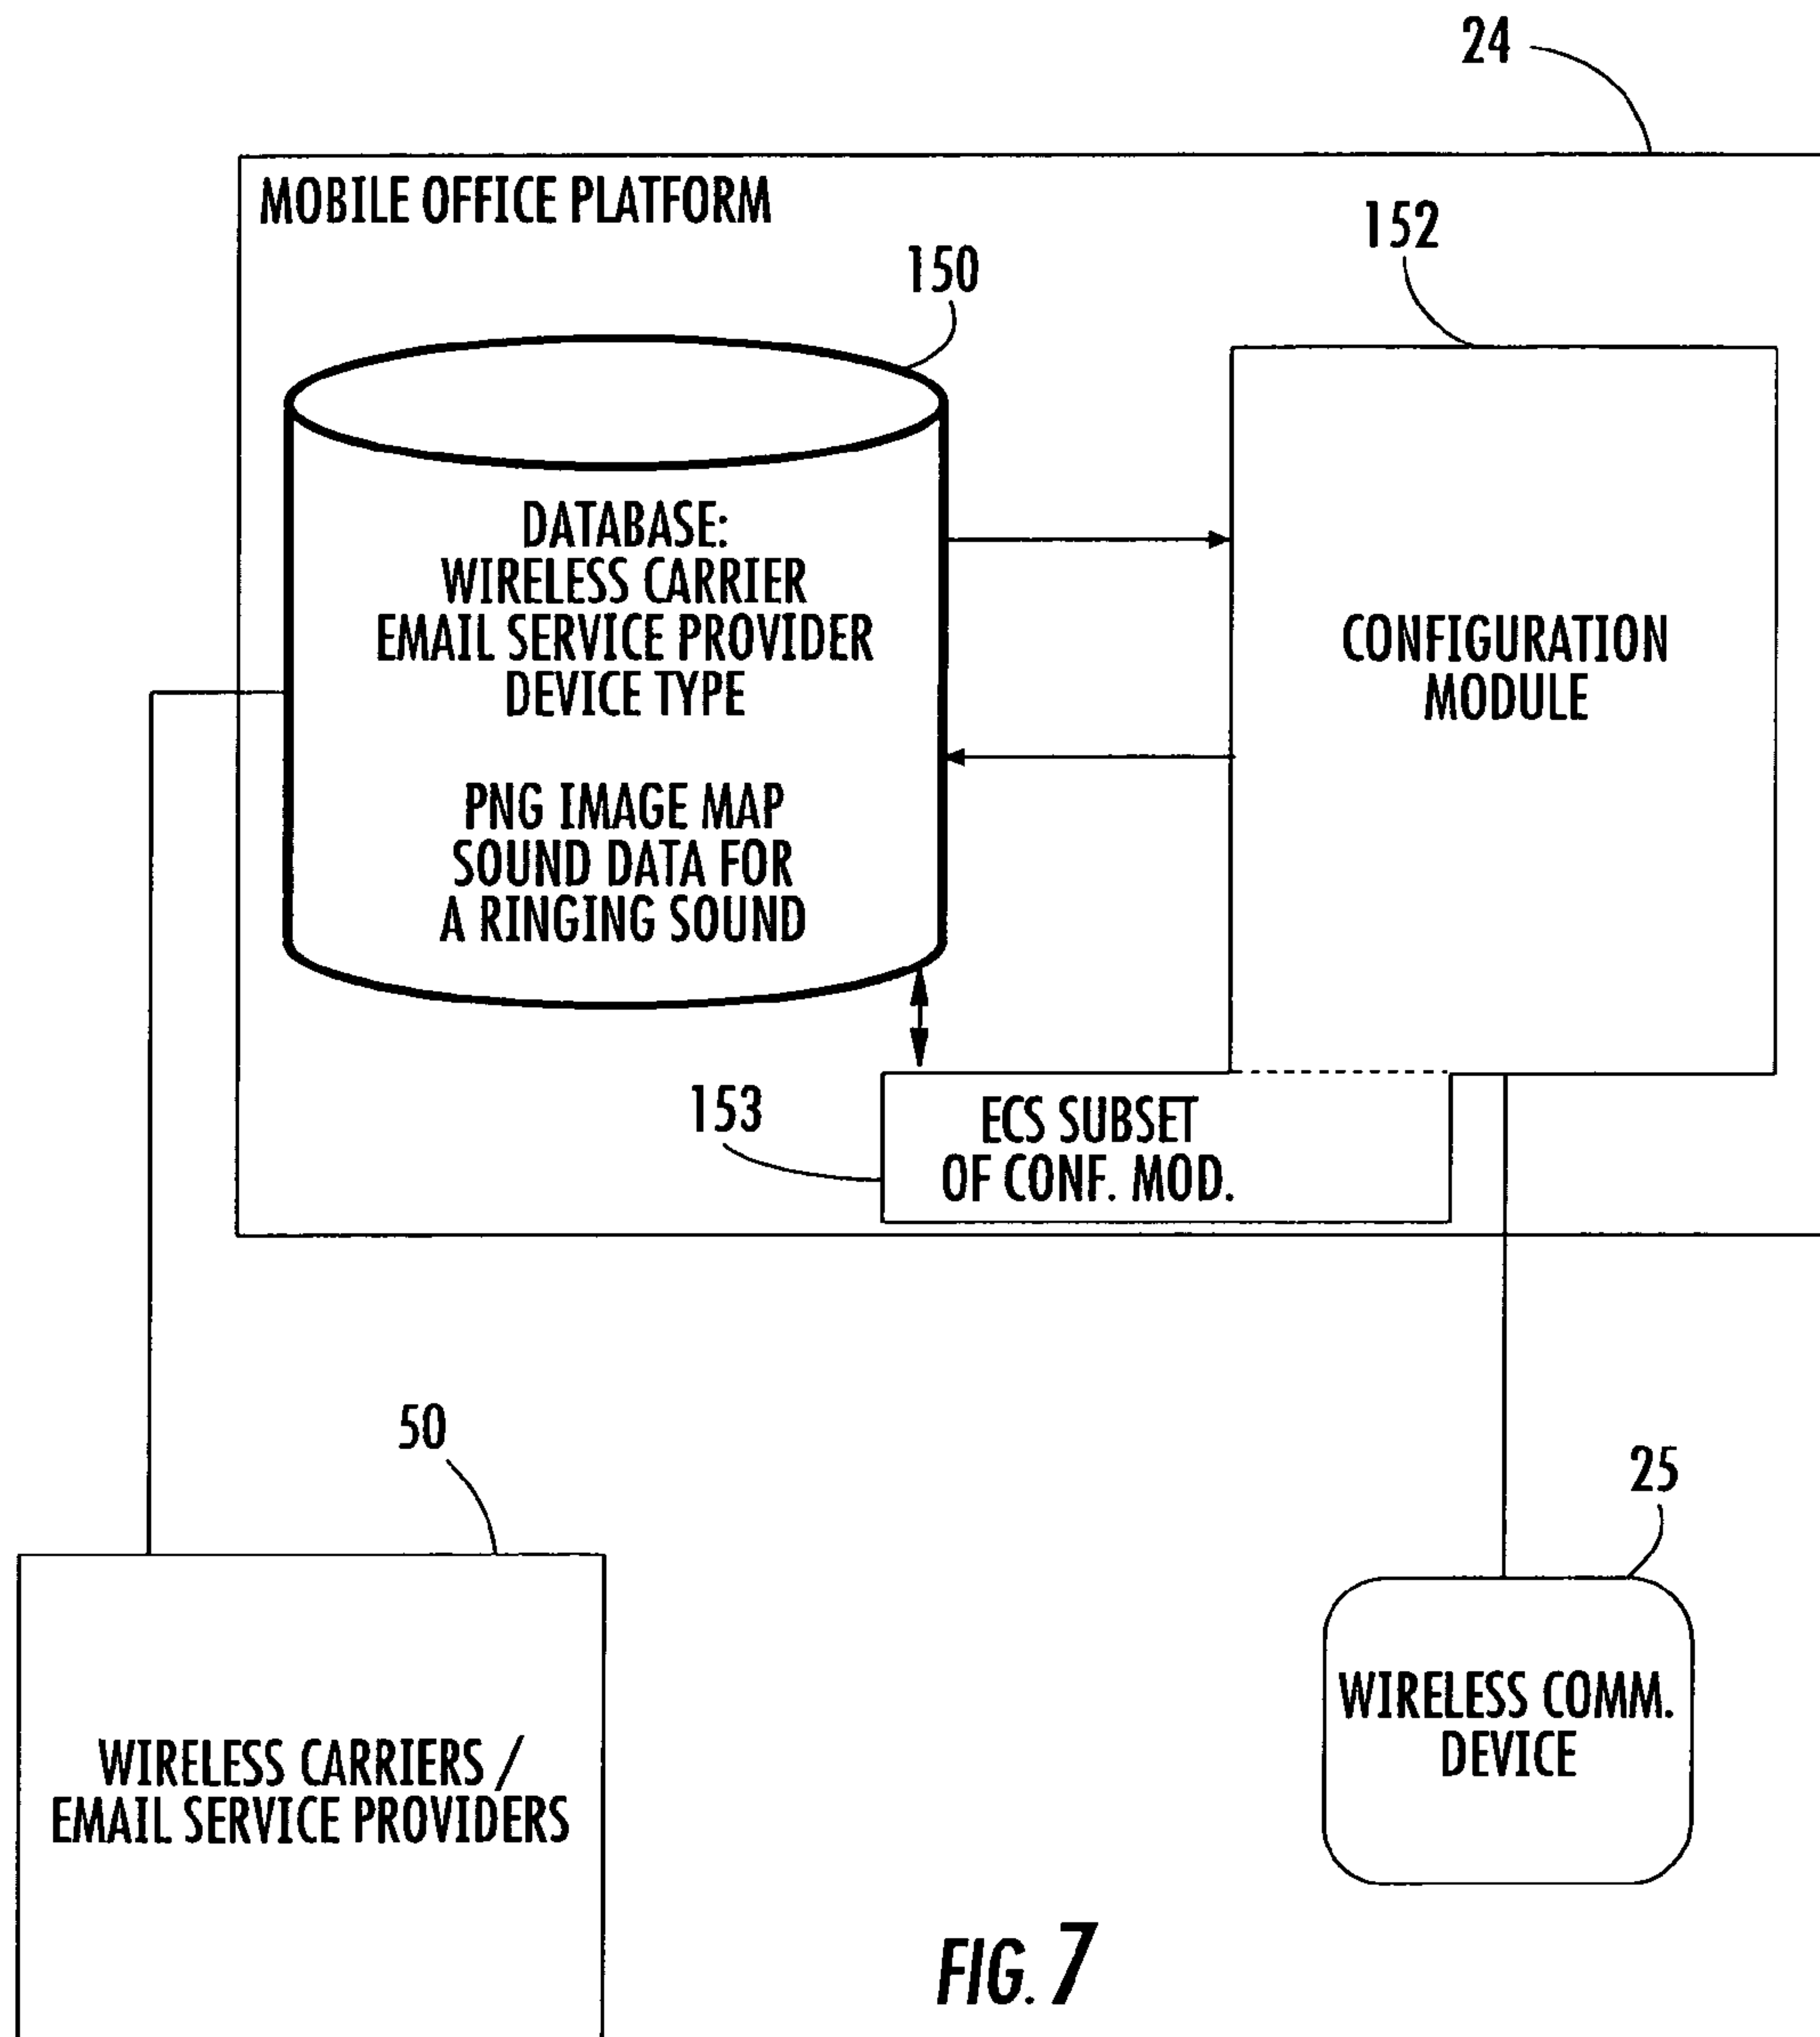 24
MOBILE OFFICE PLATFORM
150
152
DATABASE:
WIRELESS CARRIER
EMAIL SERVICE PROVIDER
DEVICE TYPE
PNG IMAGE MAP
SOUND DATA FOR
A RINGING SOUND
CONFIGURATION
MODULE
153
ECS SUBSET
OF CONF. MOD.
50
25
WIRELESS CARRIERS /
EMAIL SERVICE PROVIDERS
WIRELESS COMM.
DEVICE
FIG. 7